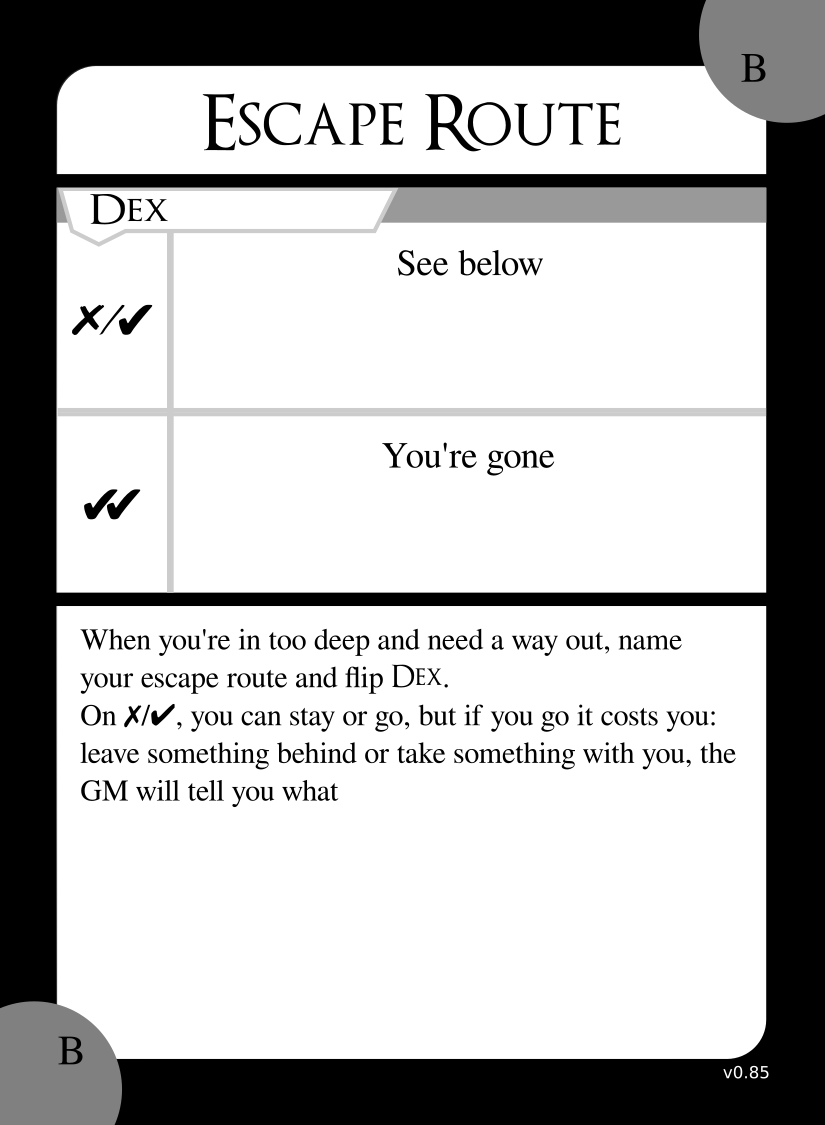 B
Escape Route
Dex
See below
✗/✔
You're gone
✔✔
When you're in too deep and need a way out, name
your escape route and flip Dex.
On ✗/✔, you can stay or go, but if you go it costs you:
leave something behind or take something with you, the
GM will tell you what
B
v0.85